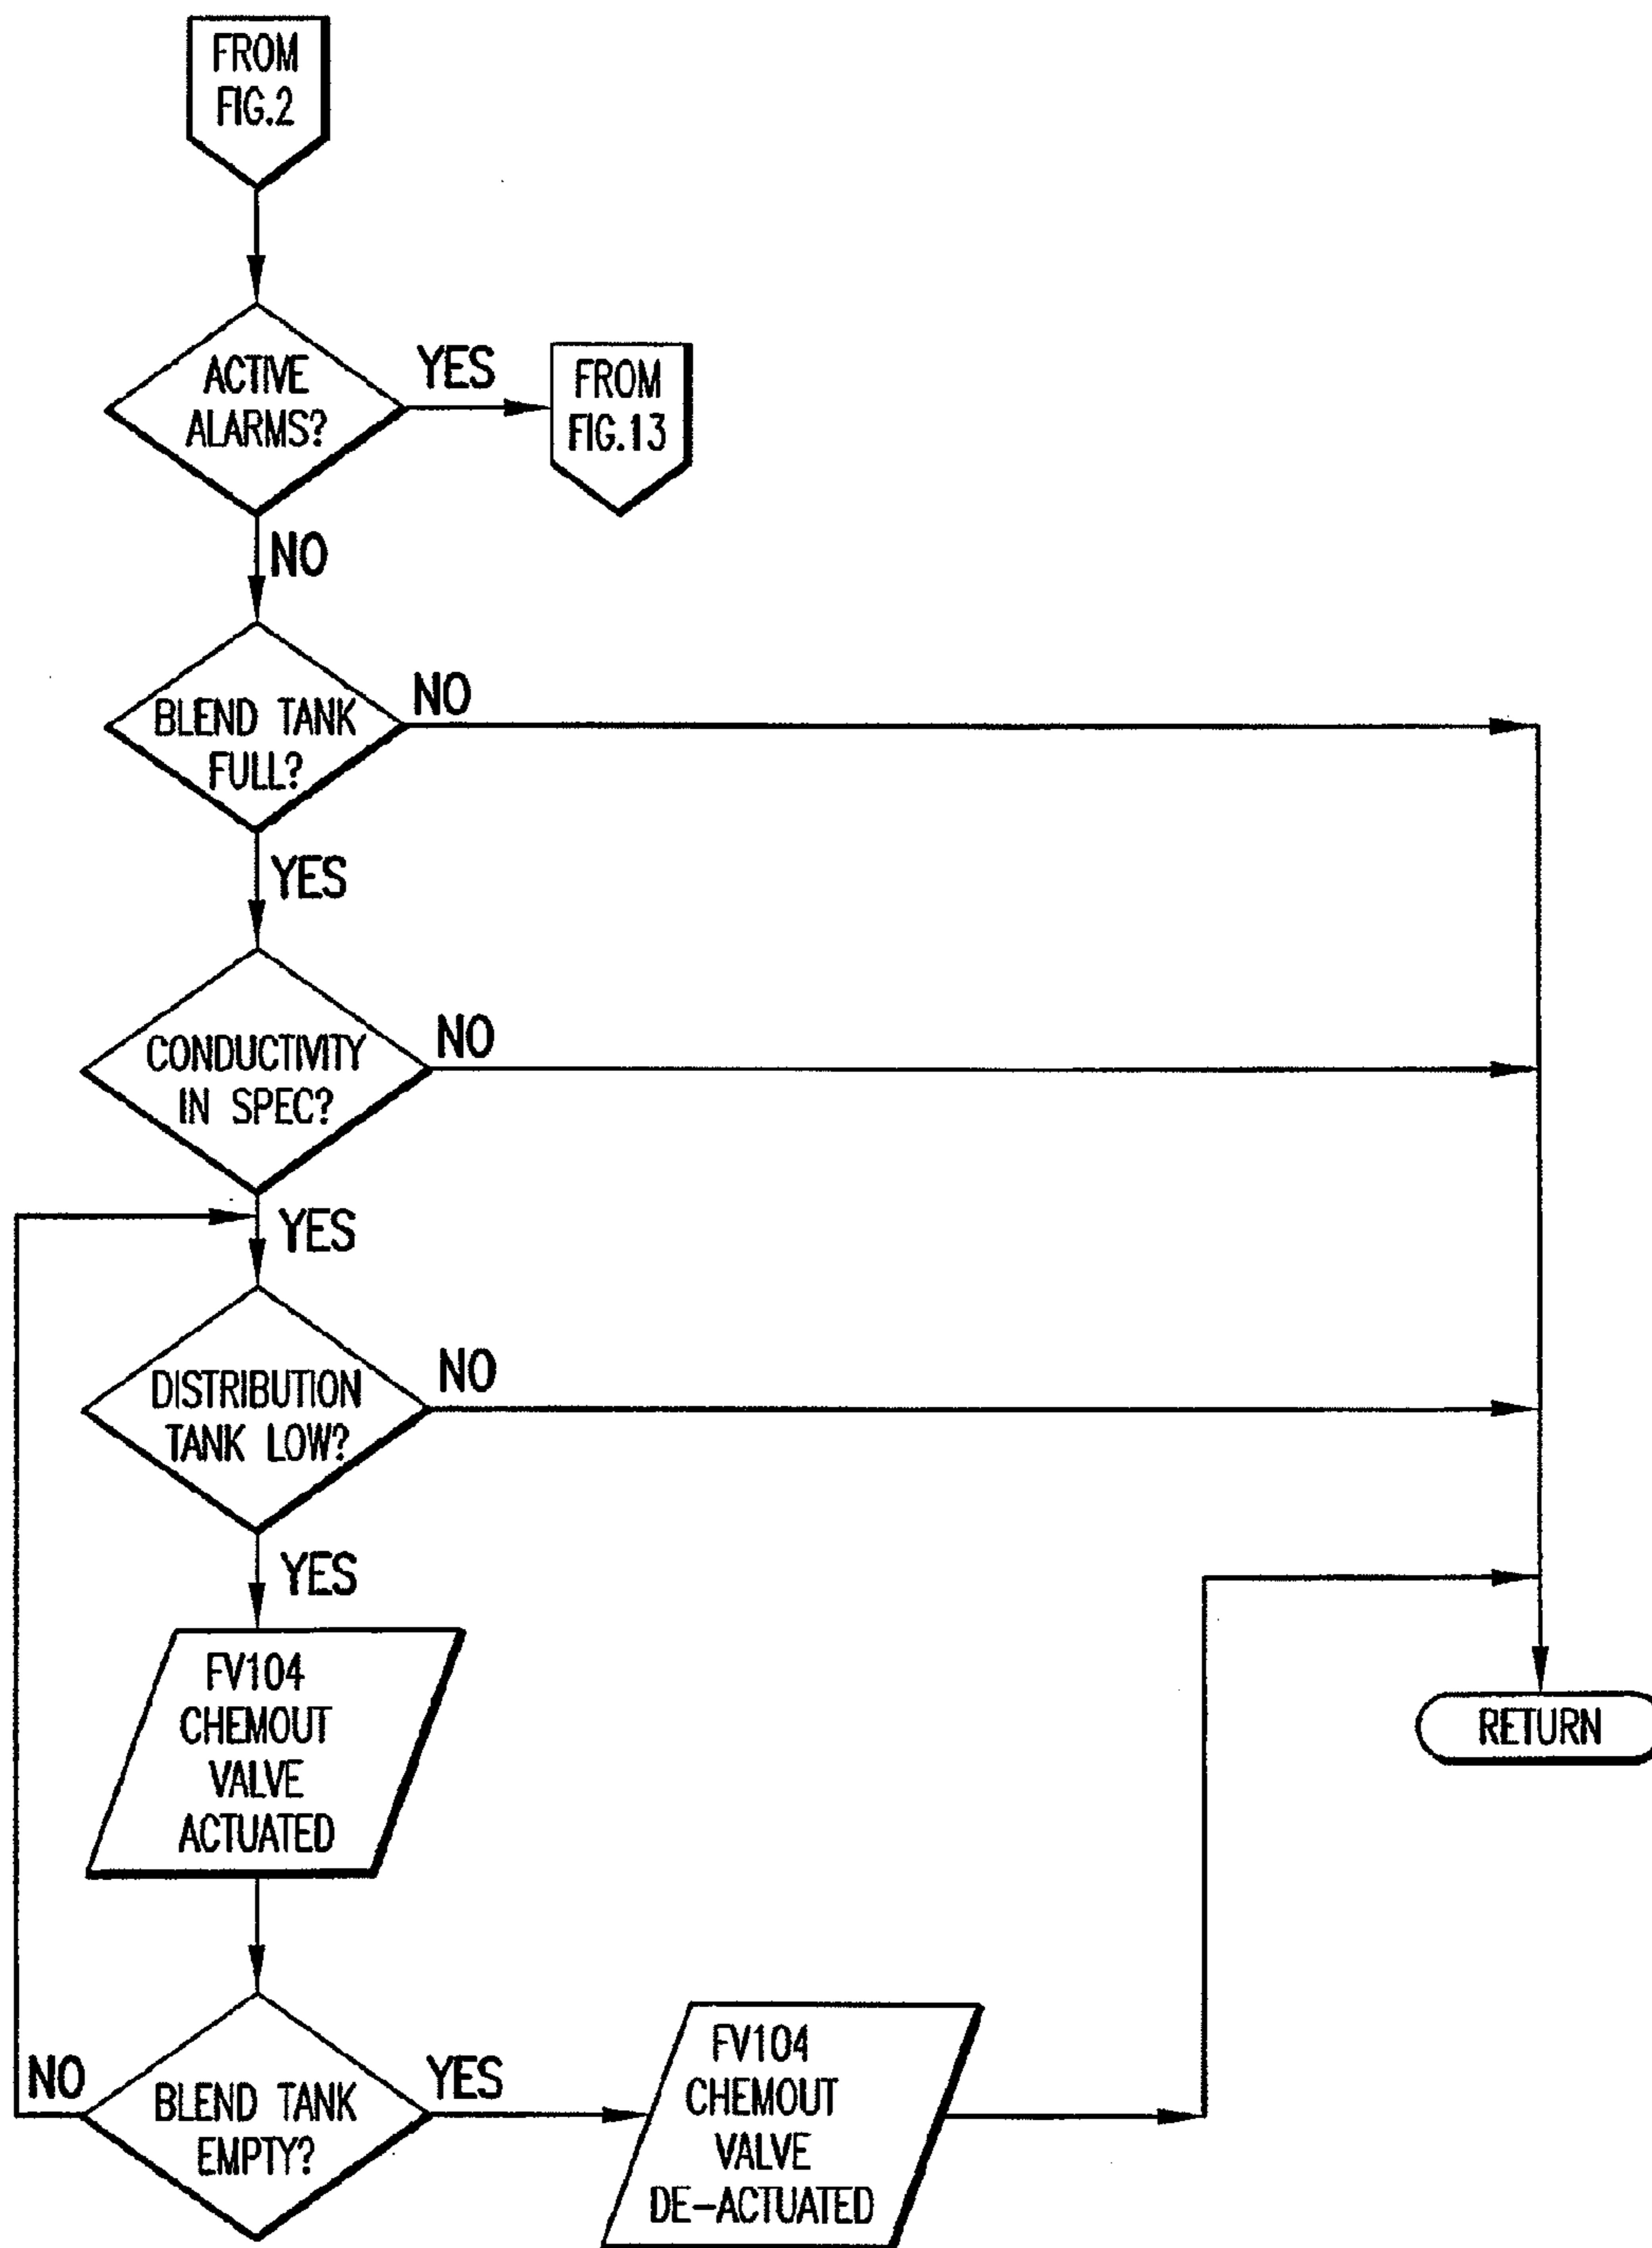 FROM
FIG.2
ACTIVE
ALARMS?
YES
FROM
FIG.13
NO
BLEND TANK
FULL?
NO
YES
CONDUCTIVITY
IN SPEC?
NO
YES
DISTRIBUTION
TANK LOW?
NO
YES
FV104
CHEMOUT
VALVE
ACTUATED
RETURN
BLEND TANK
EMPTY?
NO
YES
FV104
CHEMOUT
VALVE
DE-ACTUATED